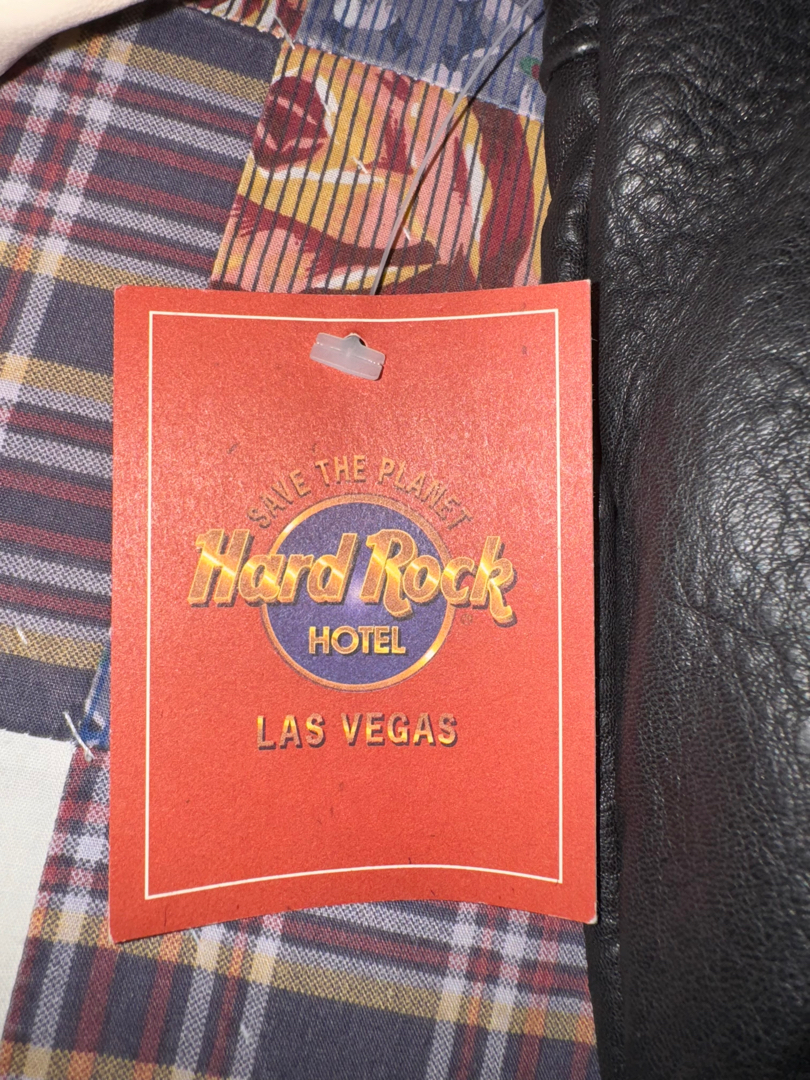 SAVE THE PLANET
Hard Rock
HOTEL
LAS VEGAS